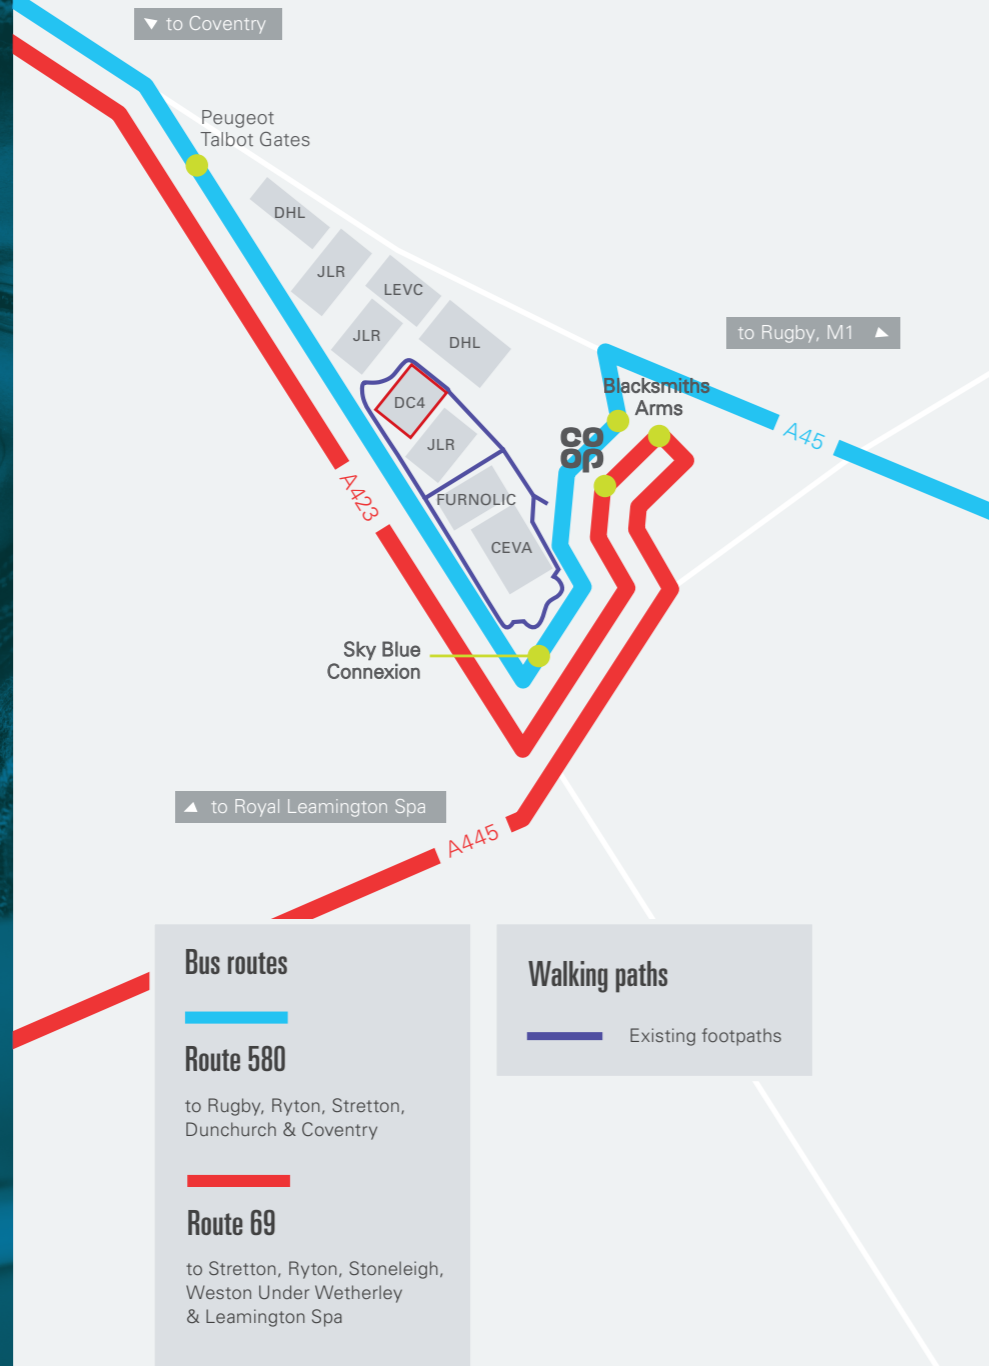 to Coventry
Peugeot
Talbot Gates
DHL
JLR
LEVC
JLR
DHL
to Rugby, M1
Blacksmiths
Arms
DC4
A45
co
op
JLR
A423
FURNOLIC
CEVA
Sky Blue
Connexion
to Royal Leamington Spa
A445
Bus routes
Route 580
to Rugby, Ryton, Stretton,
Dunchurch & Coventry
Route 69
to Stretton, Ryton, Stoneleigh,
Weston Under Wetherley
& Leamington Spa
Walking paths
Existing footpaths